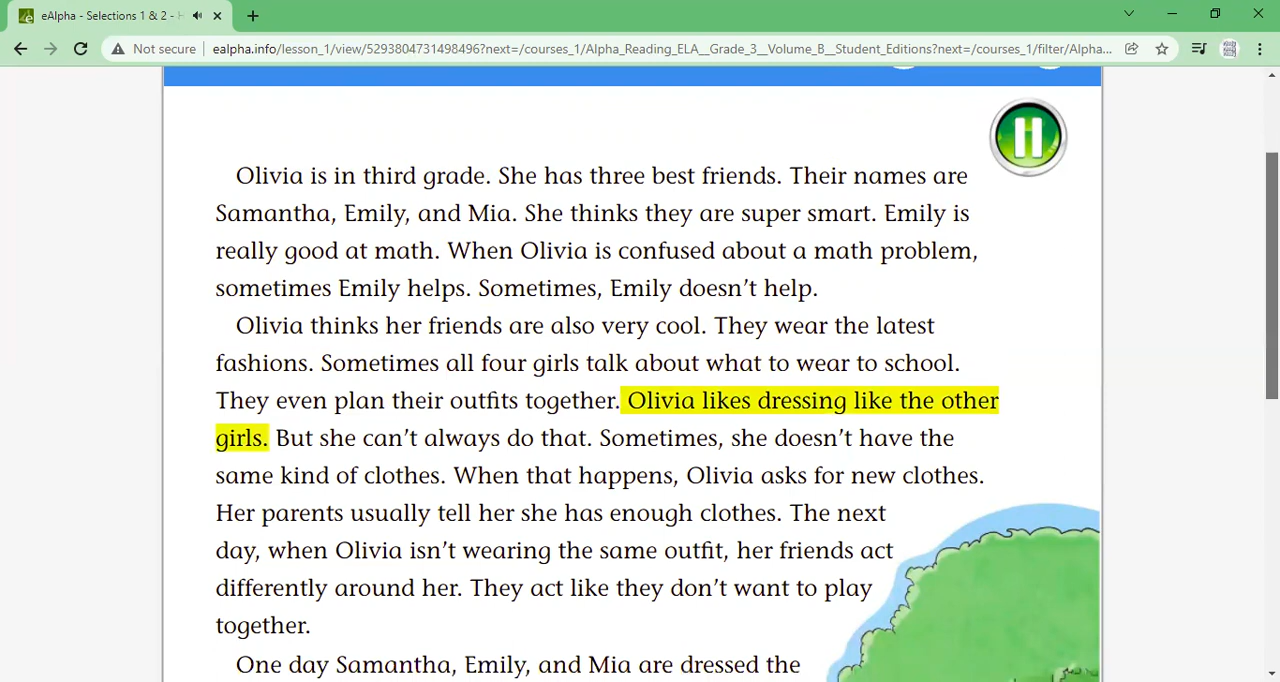 eAlpha - Selections 1 & 2 - H
Not secure
ealpha.info/lesson_1/view/5293804731498496?next=/courses_1/Alpha_Reading_ELA__Grade_3__Volume_B__Student_Editions?next=/courses_1/filter/Alpha...
Olivia is in third grade. She has three best friends. Their names are
Samantha, Emily, and Mia. She thinks they are super smart. Emily is
really good at math. When Olivia is confused about a math problem,
sometimes Emily helps. Sometimes, Emily doesn’t help.
Olivia thinks her friends are also very cool. They wear the latest
fashions. Sometimes all four girls talk about what to wear to school.
They even plan their outfits together. Olivia likes dressing like the other
girls. But she can’t always do that. Sometimes, she doesn’t have the
same kind of clothes. When that happens, Olivia asks for new clothes.
Her parents usually tell her she has enough clothes. The next
day, when Olivia isn’t wearing the same outfit, her friends act
differently around her. They act like they don’t want to play
together.
One day Samantha, Emily, and Mia are dressed the